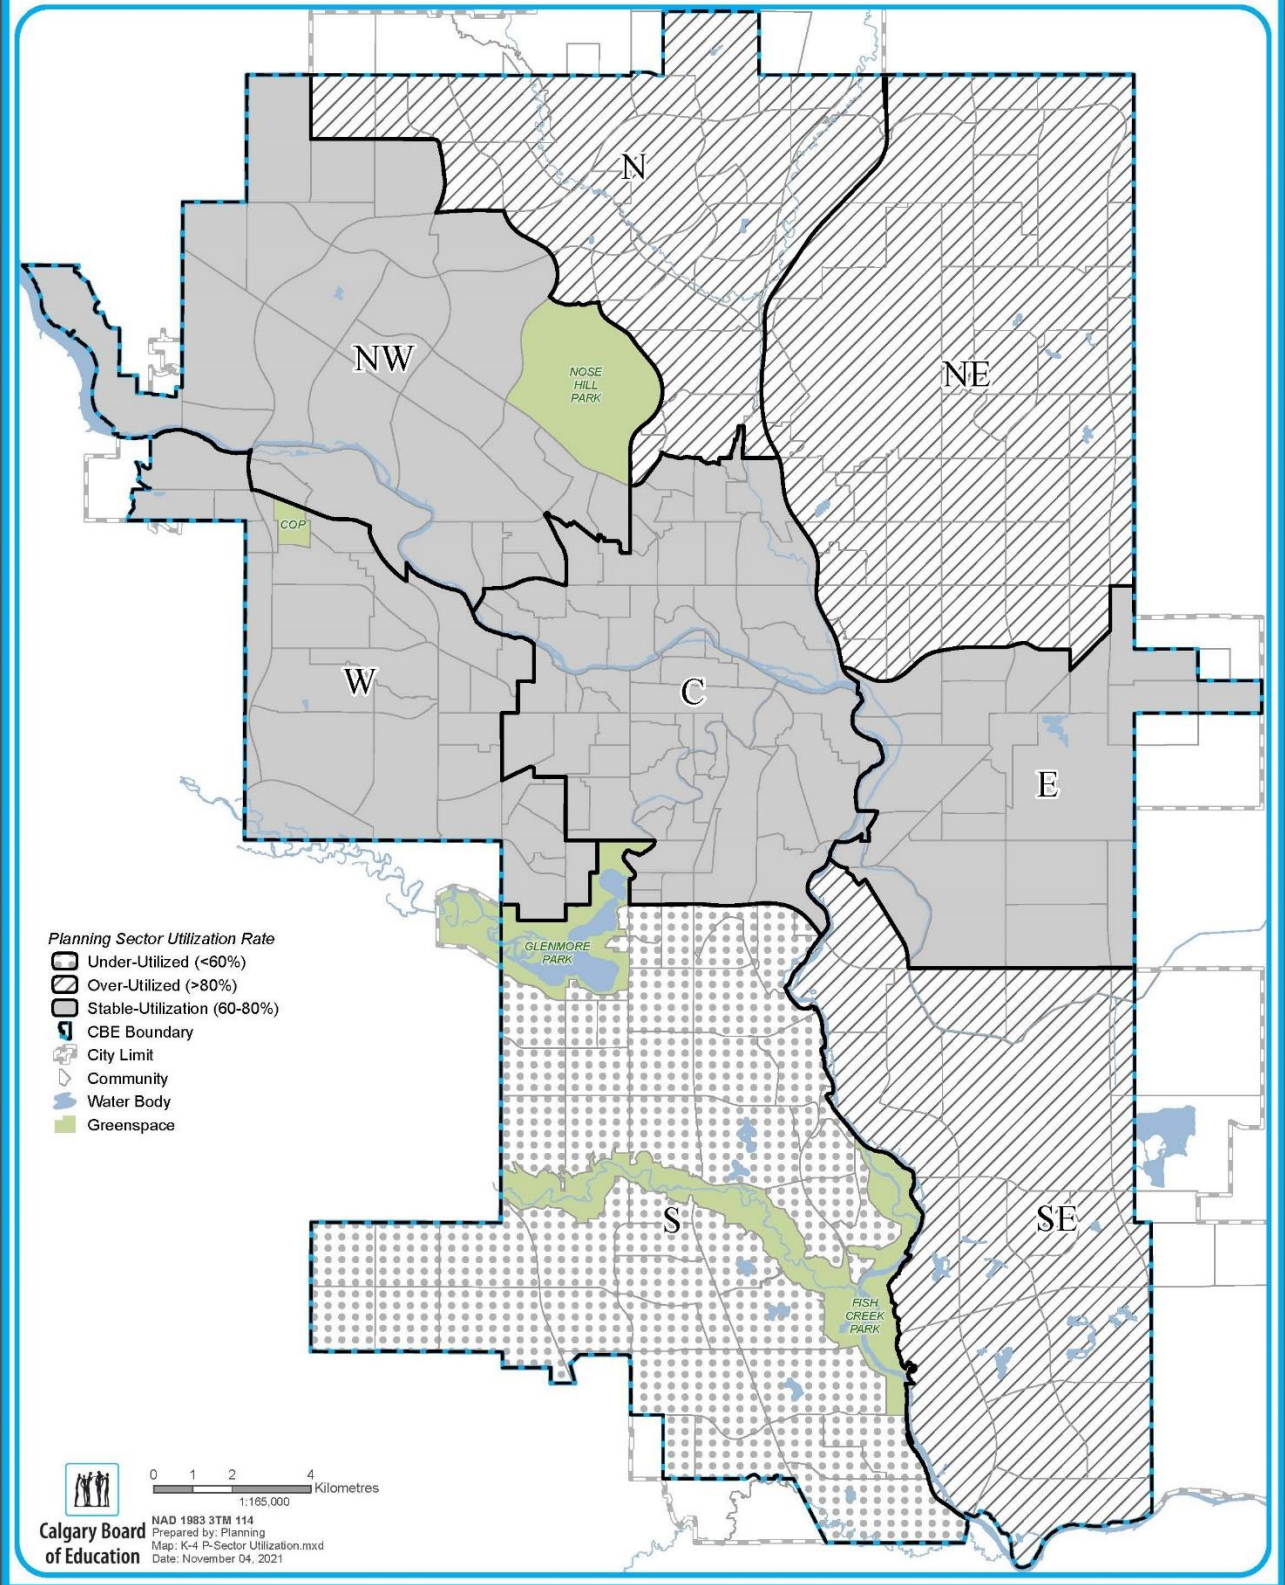 N
NW
NOSE
HILL
PARK
NE
COP
W
C
E
GLENMORE
PARK
Planning Sector Utilization Rate
Under-Utilized (<60%)
Over-Utilized (>80%)
Stable-Utilization (60-80%)
CBE Boundary
City Limit
Community
Water Body
Greenspace
S
SE
FISH
CREEK
PARK
0 1 2 4
Kilometres
1:165,000
Calgary Board
of Education
NAD 1983 3TM 114
Prepared by: Planning
Map: K-4 P-Sector Utilization.mxd
Date: November 04, 2021